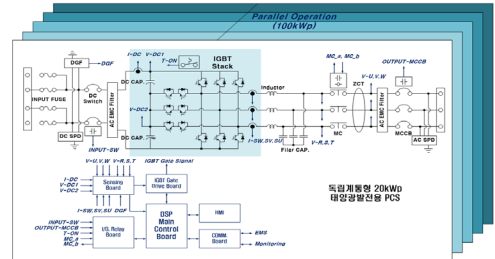 Parallel Operation
(100kWp)
I-DC
V-DC1
T-ON
IGBT
Stack
MC_a, MC_b
OUTPUT-MCCB
DGF
DGF
DC CAP.
Inductor
ZCT
V-U,V,W
INPUT FUSE
DC
Switch
AC EMC Filter
V-DC2
AC EMC Filter
DC CAP.
MC
MCCB
DC SPD
AC SPD
INPUT-SW
I-SW,SV,SU
Filer CAP.
V-R,S,T
V-U,V,W
V-R,S,T
IGBT Gate Signal
I-DC
V-DC1
V-DC2
Sensing
Board
IGBT Gate
Drive Board
독립계통형 20kWp
태양광발전용 PCS
I-SW,SV,SU
DGF
INPUT-SW
OUTPUT-MCCB
T-ON
MC_a
MC_b
I/O, Relay
Board
DSP
Main
Control
Board
HMI
COMM.
Board
EMS
Monitoring